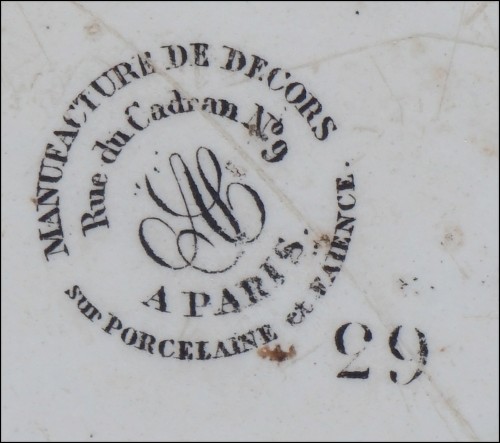 MANUFACTURE DE DECORS
Rue du Cadran Nº 9
A PARIS.
sur PORCELAINE et FAIENCE.
29